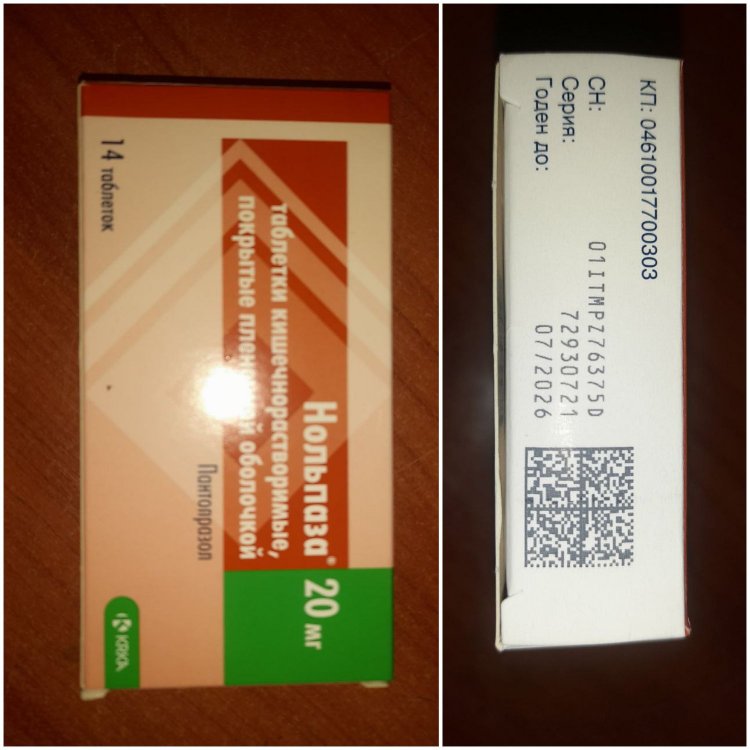 14 таблеток
Нольпаза® 20 мг
таблетки кишечнорастворимые,
покрытые пленочной оболочкой
Пантопразол
KRKA
КП: 04610017700303
СН: 01ITMPZ76375D
Серия: 72930721
Годен до: 07/2026